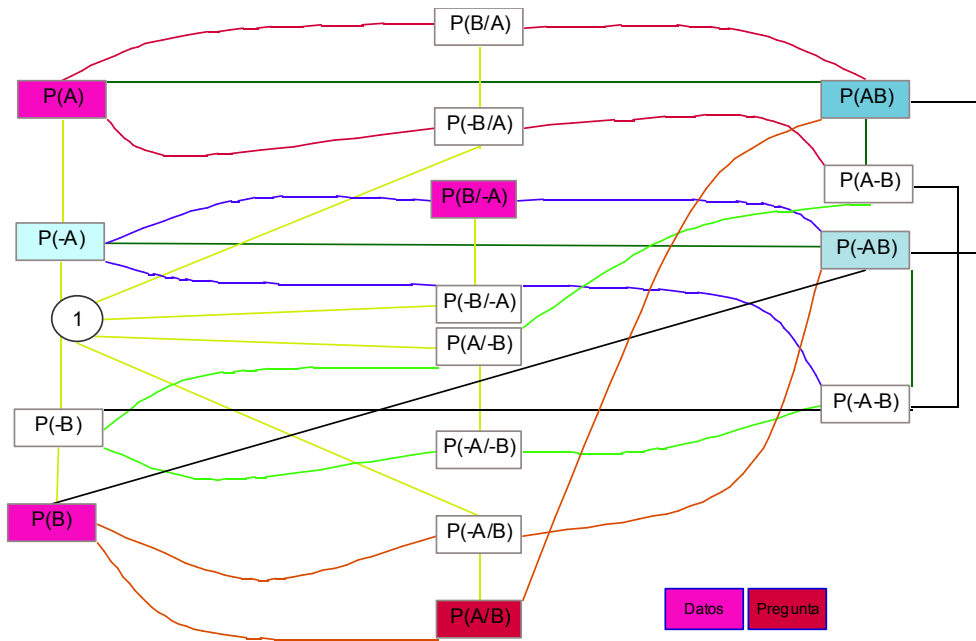 P(B/A)
P(A)
P(AB)
P(-B/A)
P(A-B)
P(B/-A)
P(-A)
P(-AB)
P(-B/-A)
1
P(A/-B)
P(-B)
P(-A-B)
P(-A/-B)
P(B)
P(-A/B)
P(A/B)
Datos
Pregunta